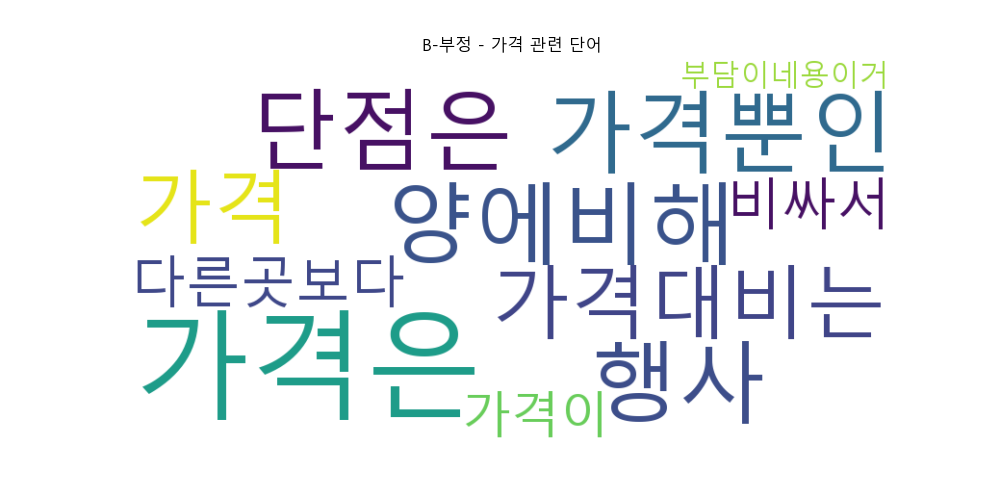 B-부정 - 가격 관련 단어
부담이네용이거
단점은 가격뿐인
가격 양에비해 비싸서
다른곳보다 가격대비는
가격은 행사
가격이